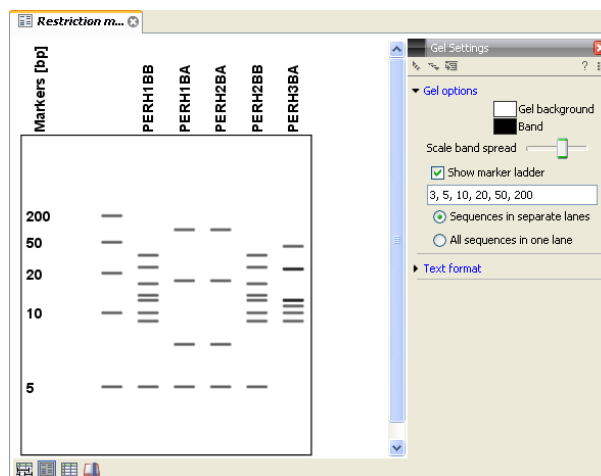 Restriction m...
Markers [bp]
PERH1BB
PERH1BA
PERH2BA
PERH2BB
PERH3BA
200
50
20
10
5
Gel Settings
?
Gel options
Gel background
Band
Scale band spread
Show marker ladder
3, 5, 10, 20, 50, 200
Sequences in separate lanes
All sequences in one lane
Text format